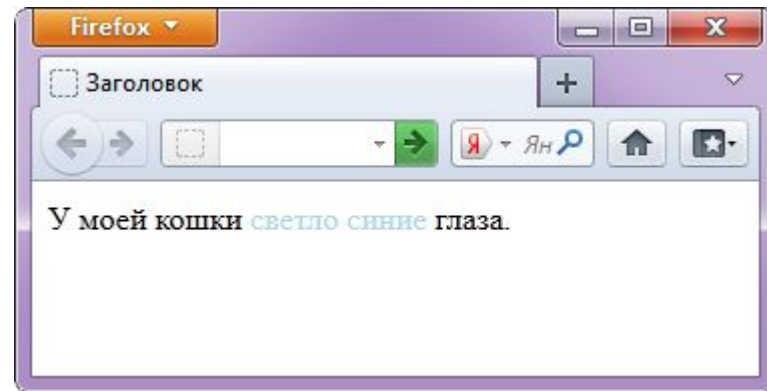 Firefox
Заголовок
Я Ян
У моей кошки светло синие глаза.